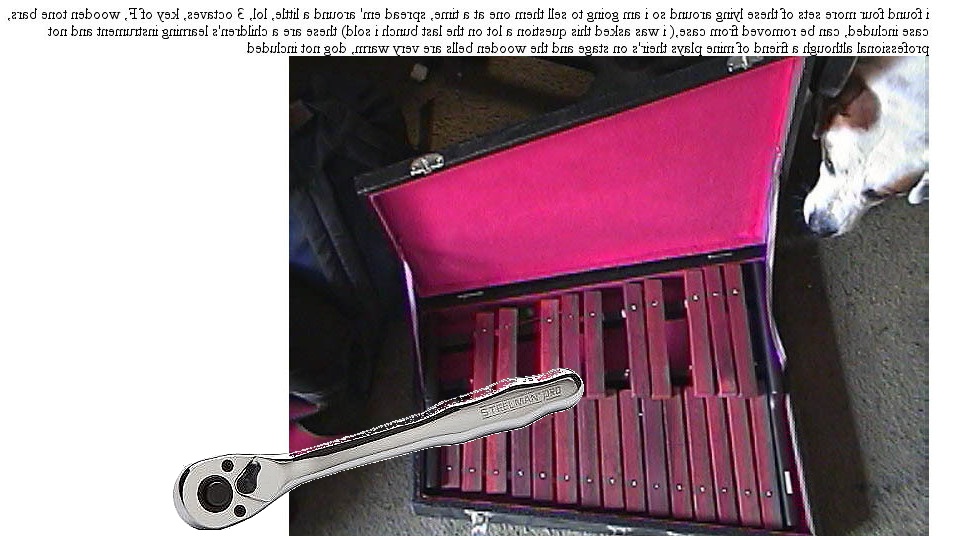 i found four more sets of these lying around so i am going to sell them one at a time, spread em' around a little, lol, 3 octaves, key of F, wooden tone bars,
case included, can be removed from case,( i was asked this question a lot on the last bunch i sold) these are a children's learning instrument and not
professional although a friend of mine plays their's on stage and the wooden bells are very warm, dog not included
STEELMAN PRO